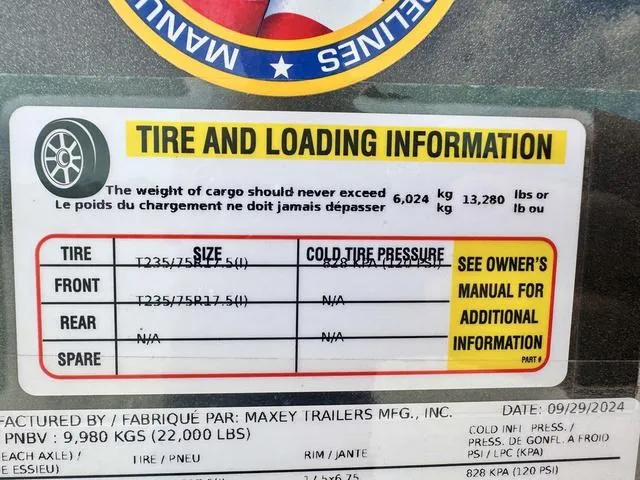 MANU
DELINES
TIRE AND LOADING INFORMATION
The weight of cargo should never exceed 6,024 kg 13,280 lbs or
Le poids du chargement ne doit jamais dépasser kg lb ou
TIRE SIZE COLD TIRE PRESSURE
T235/75R17.5(I) 828 KPA (120 PSI)
FRONT
T235/75R17.5(I) N/A
REAR
N/A N/A
SPARE
SEE OWNER'S
MANUAL FOR
ADDITIONAL
INFORMATION
PART #
FACTURED BY / FABRIQUÉ PAR: MAXEY TRAILERS MFG., INC. DATE: 09/29/2024
PNBV : 9,980 KGS (22,000 LBS)
EACH AXLE) / TIRE / PNEU RIM / JANTE COLD INFL PRESS. /
E ESSIEU) PRESS. DE GONFL. A FROID
PSI / LPC (KPA)
17.5x6.75 828 KPA (120 PSI)